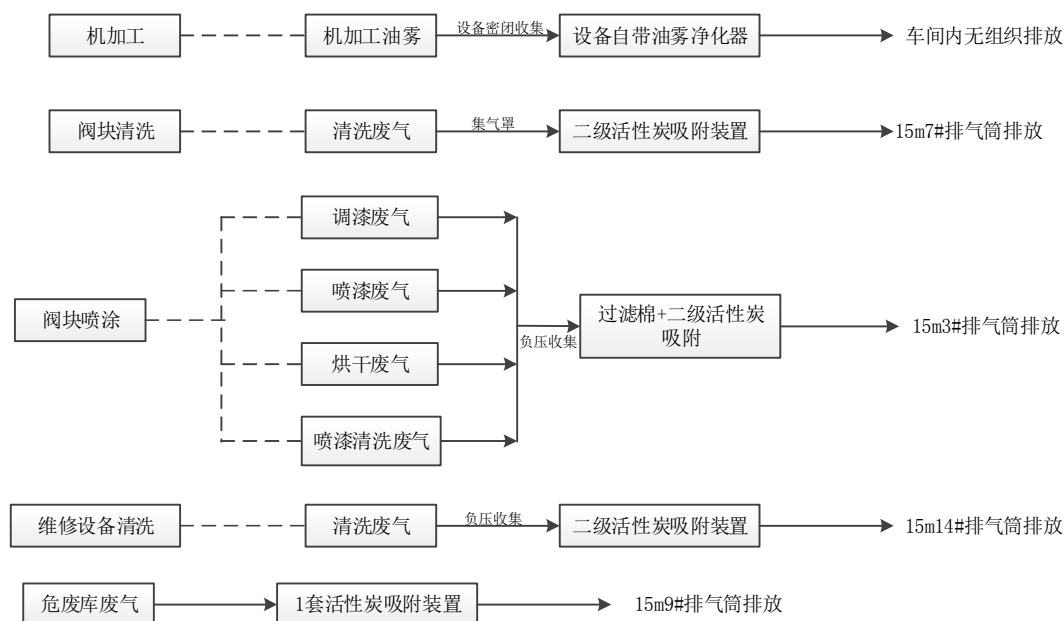 机加工
机加工油雾
设备密闭收集
设备自带油雾净化器
车间内无组织排放
阀块清洗
清洗废气
集气罩
二级活性炭吸附装置
15m7#排气筒排放
阀块喷涂
调漆废气
喷漆废气
烘干废气
喷漆清洗废气
负压收集
过滤棉+二级活性炭
吸附
15m3#排气筒排放
维修设备清洗
清洗废气
负压收集
二级活性炭吸附装置
15m14#排气筒排放
危废库废气
1套活性炭吸附装置
15m9#排气筒排放